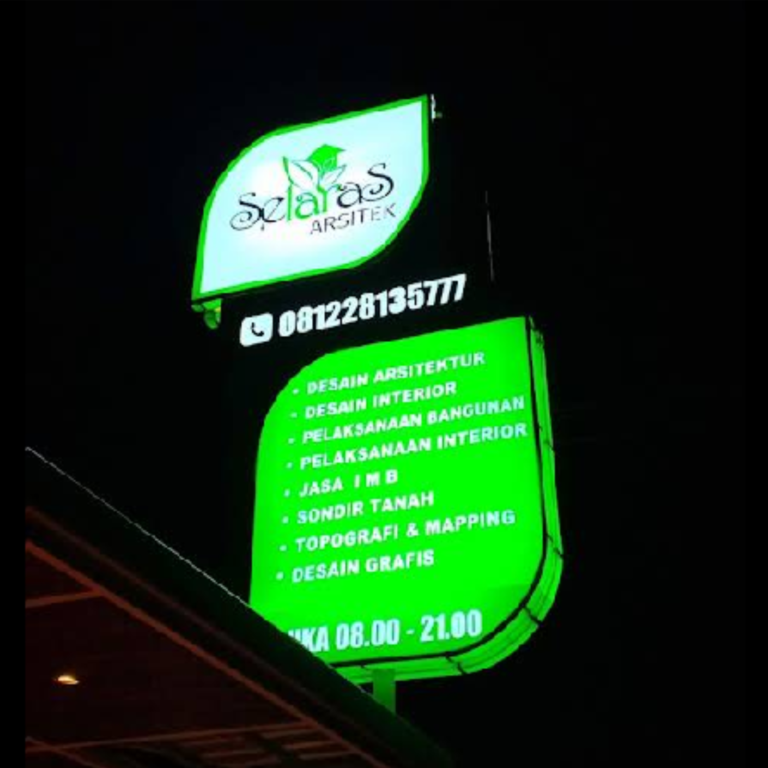 Selaras
ARSITEK
081228135777
• DESAIN ARSITEKTUR
• DESAIN INTERIOR
• PELAKSANAAN BANGUNAN
• PELAKSANAAN INTERIOR
• JASA I M B
• SONDIR TANAH
• TOPOGRAFI & MAPPING
• DESAIN GRAFIS
08.00 - 21.00